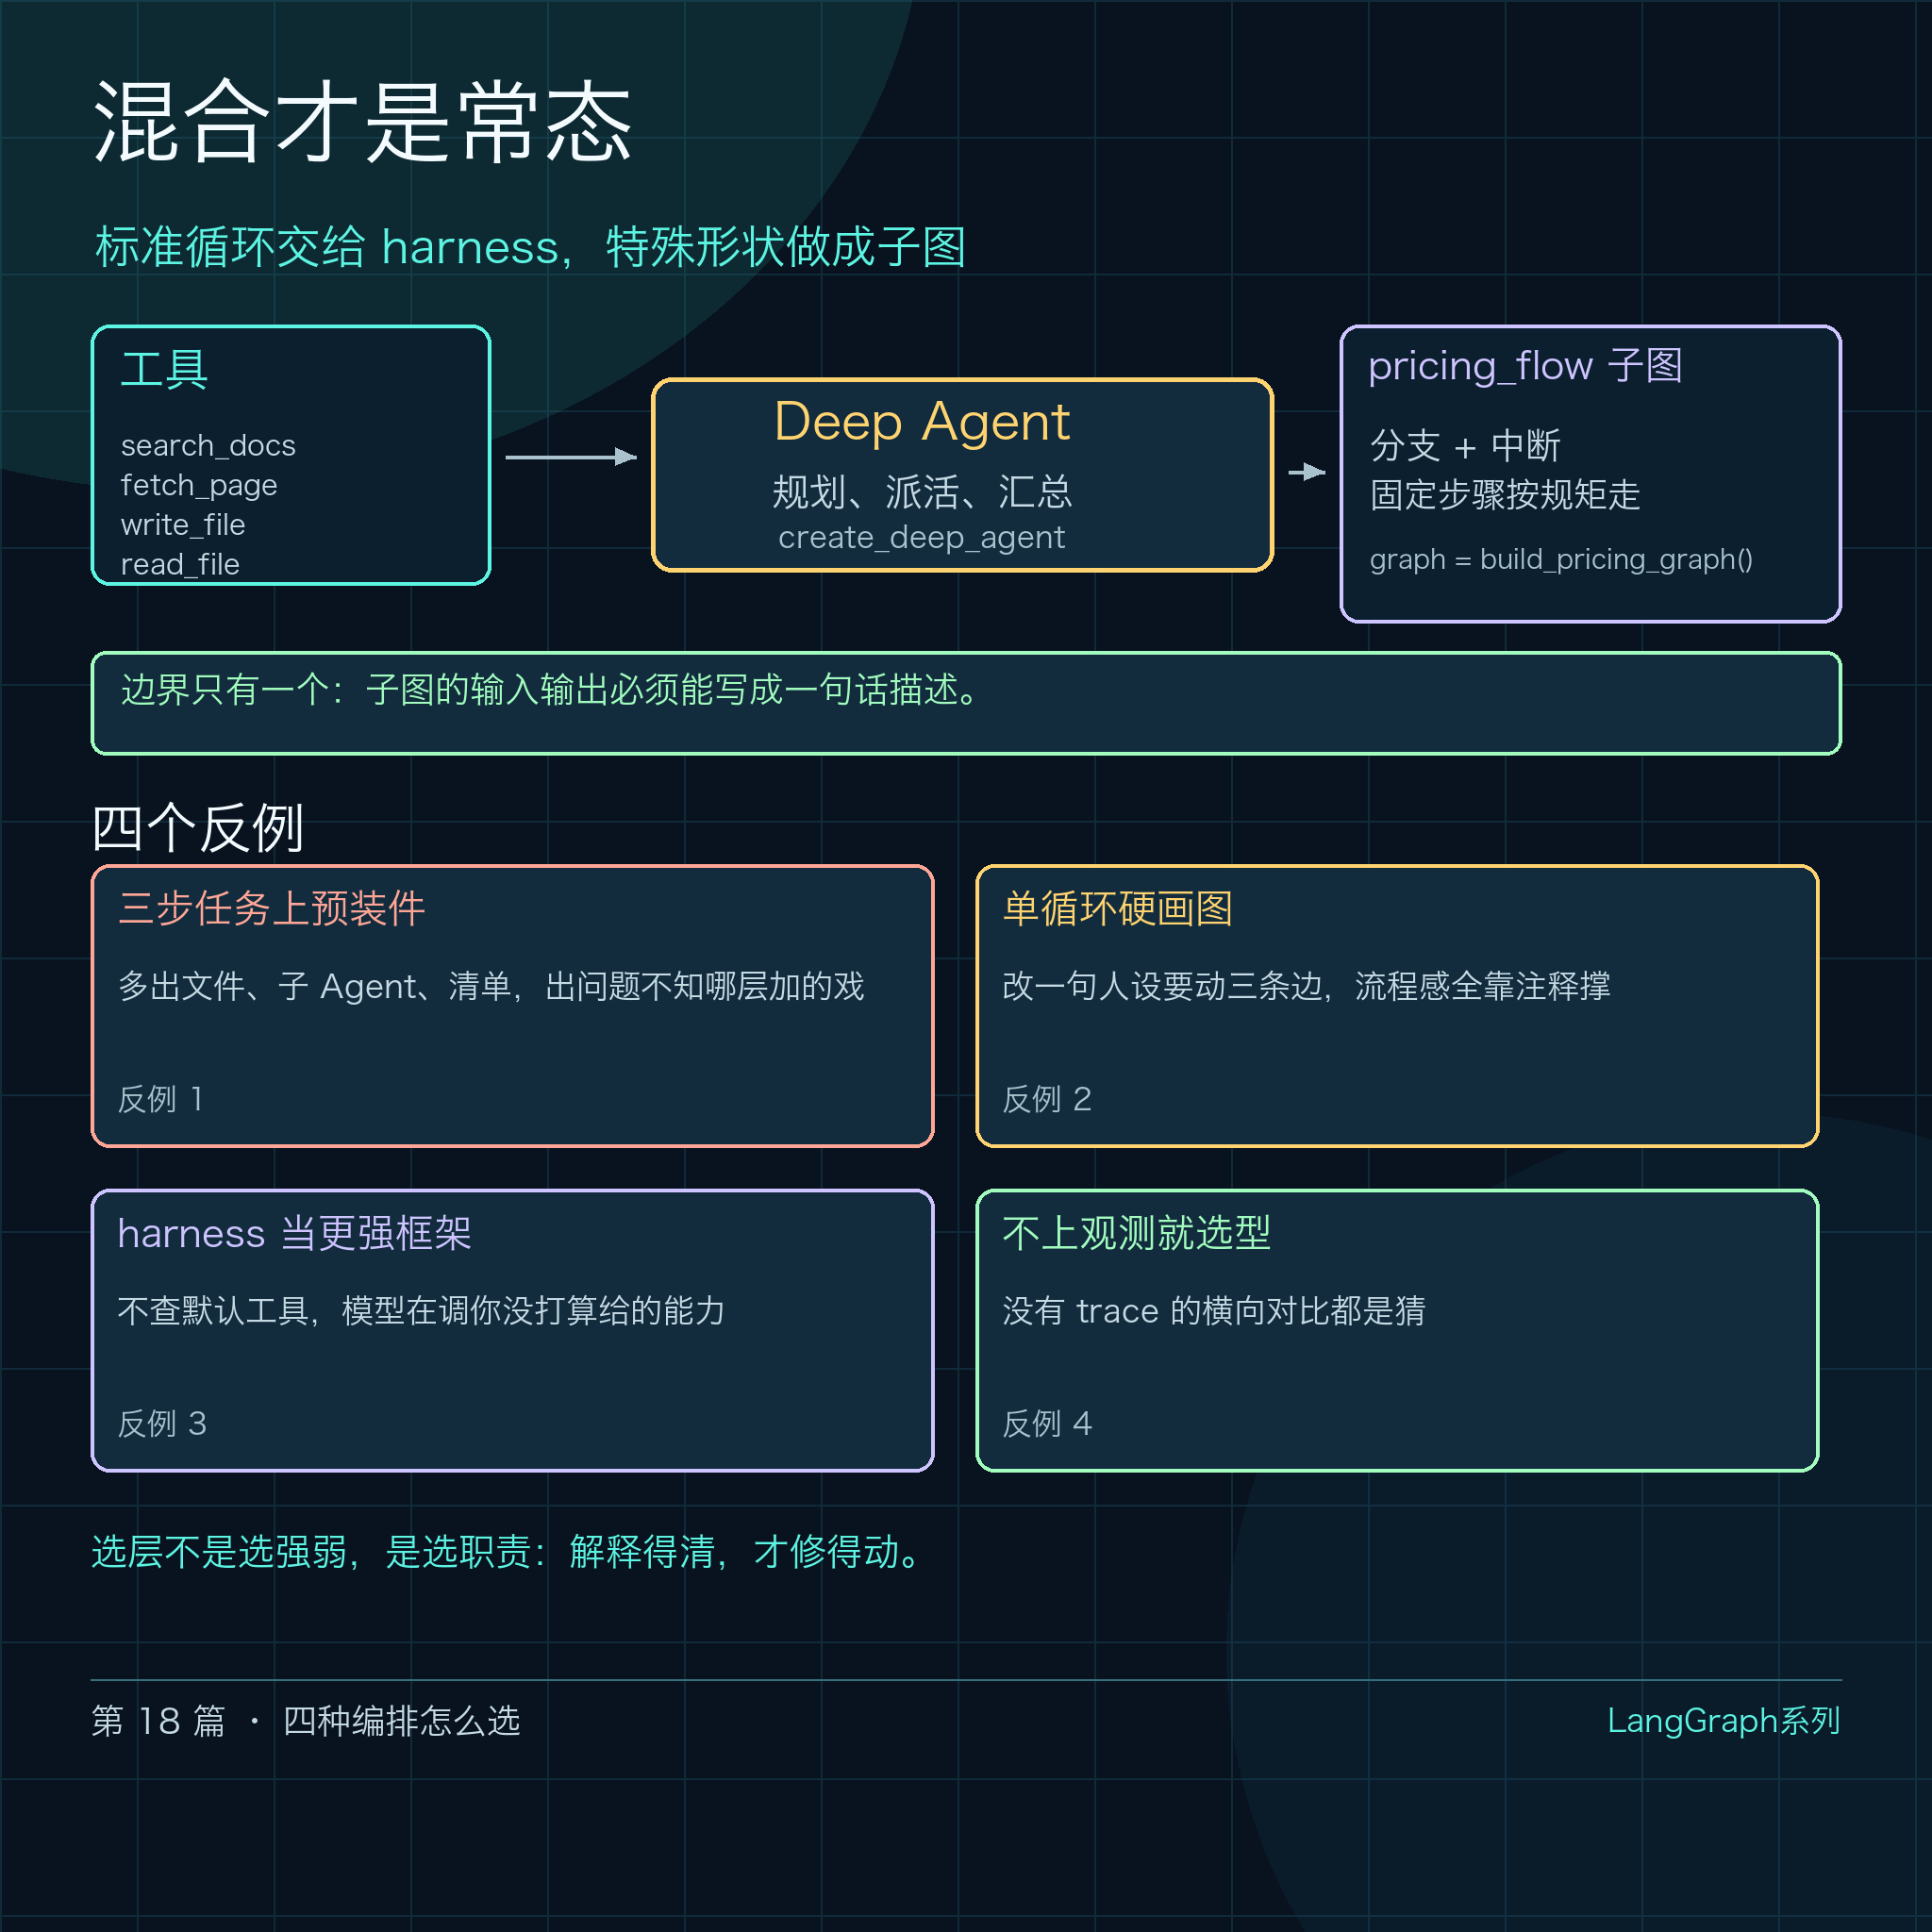 混合才是常态
标准循环交给 harness，特殊形状做成子图
工具
search_docs
fetch_page
write_file
read_file
Deep Agent
规划、派活、汇总
create_deep_agent
pricing_flow 子图
分支 + 中断
固定步骤按规矩走
graph = build_pricing_graph()
边界只有一个：子图的输入输出必须能写成一句话描述。
四个反例
三步任务上预装件
多出文件、子 Agent、清单，出问题不知哪层加的戏
反例 1
单循环硬画图
改一句人设要动三条边，流程感全靠注释撑
反例 2
harness 当更强框架
不查默认工具，模型在调你没打算给的能力
反例 3
不上观测就选型
没有 trace 的横向对比都是猜
反例 4
选层不是选强弱，是选职责：解释得清，才修得动。
第 18 篇 · 四种编排怎么选
LangGraph系列